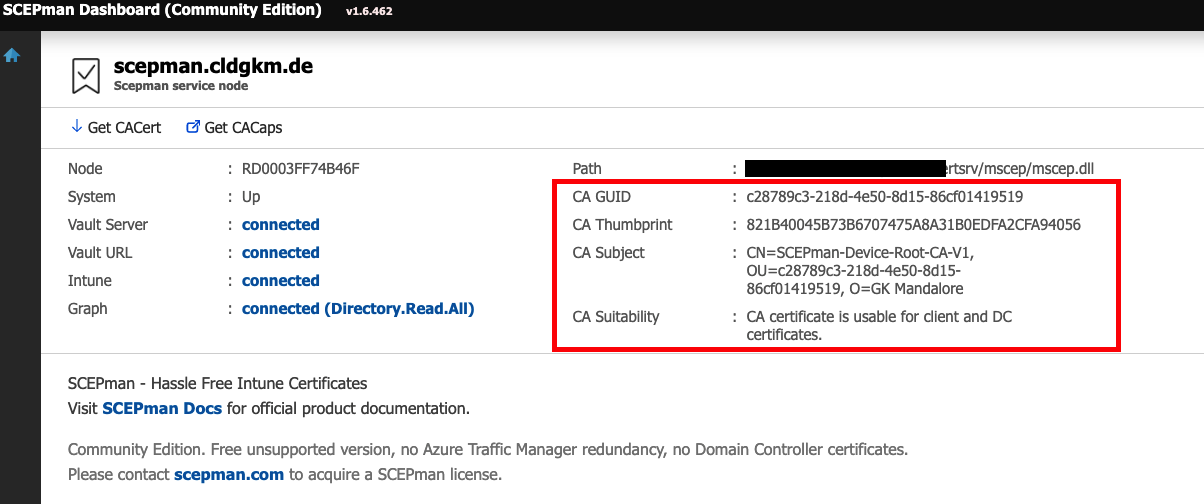 SCEPman Dashboard (Community Edition) v1.6.462
scepman.cldgkm.de
Scepman service node
Get CACert Get CACaps
Node : RD0003FF74B46F
System : Up
Vault Server : connected
Vault URL : connected
Intune : connected
Graph : connected (Directory.Read.All)
Path : ertsrv/mscep/mscep.dll
CA GUID : c28789c3-218d-4e50-8d15-86cf01419519
CA Thumbprint : 821B40045B73B6707475A8A31B0EDFA2CFA94056
CA Subject : CN=SCEPman-Device-Root-CA-V1,
OU=c28789c3-218d-4e50-8d15-
86cf01419519, O=GK Mandalore
CA Suitability : CA certificate is usable for client and DC
certificates.
SCEPman - Hassle Free Intune Certificates
Visit SCEPman Docs for official product documentation.
Community Edition. Free unsupported version, no Azure Traffic Manager redundancy, no Domain Controller certificates.
Please contact scepman.com to acquire a SCEPman license.